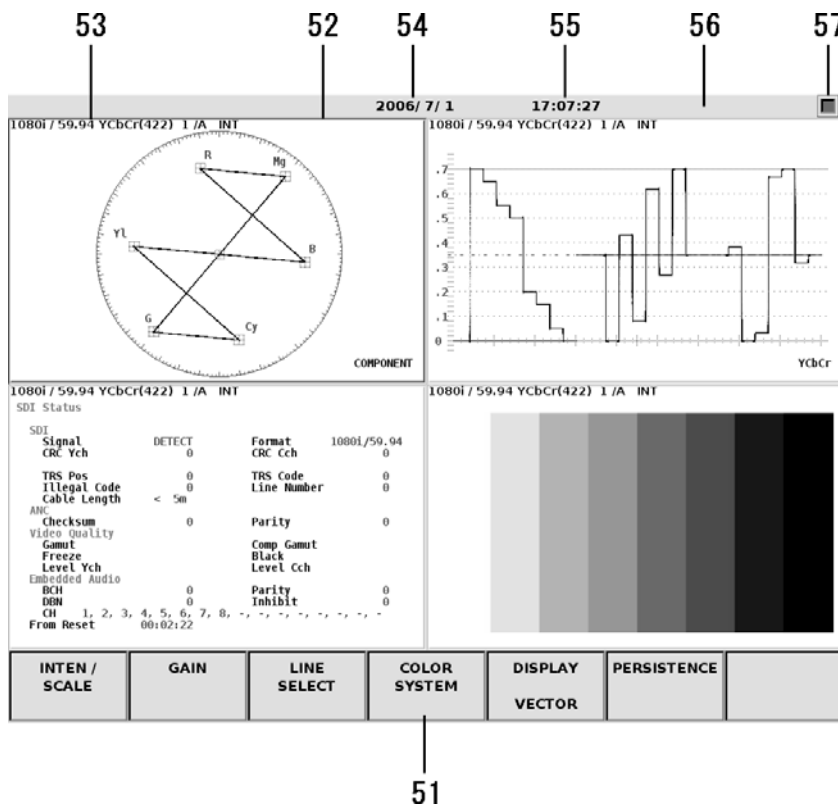 53 52 54 55 56 57
2006/ 7/ 1 17:07:27
1080i / 59.94 YCbCr(422) 1 /A INT
R
Mg
Yl
B
G
Cy
COMPONENT
1080i / 59.94 YCbCr(422) 1 /A INT
.7
.6
.5
.4
.3
.2
.1
0
YCbCr
1080i / 59.94 YCbCr(422) 1 /A INT
SDI Status
SDI
Signal DETECT Format 1080i/59.94
CRC Ych 0 CRC Cch 0
TRS Pos 0 TRS Code 0
Illegal Code 0 Line Number 0
Cable Length < 5m
ANC
Checksum 0 Parity 0
Video Quality
Gamut Comp Gamut
Freeze Black
Level Ych Level Cch
Embedded Audio
BCH 0 Parity 0
DBN 0 Inhibit 0
CH 1, 2, 3, 4, 5, 6, 7, 8, -, -, -, -, -, -, -, -
From Reset 00:02:22
1080i / 59.94 YCbCr(422) 1 /A INT
INTEN / SCALE
GAIN
LINE SELECT
COLOR SYSTEM
DISPLAY
VECTOR
PERSISTENCE
51